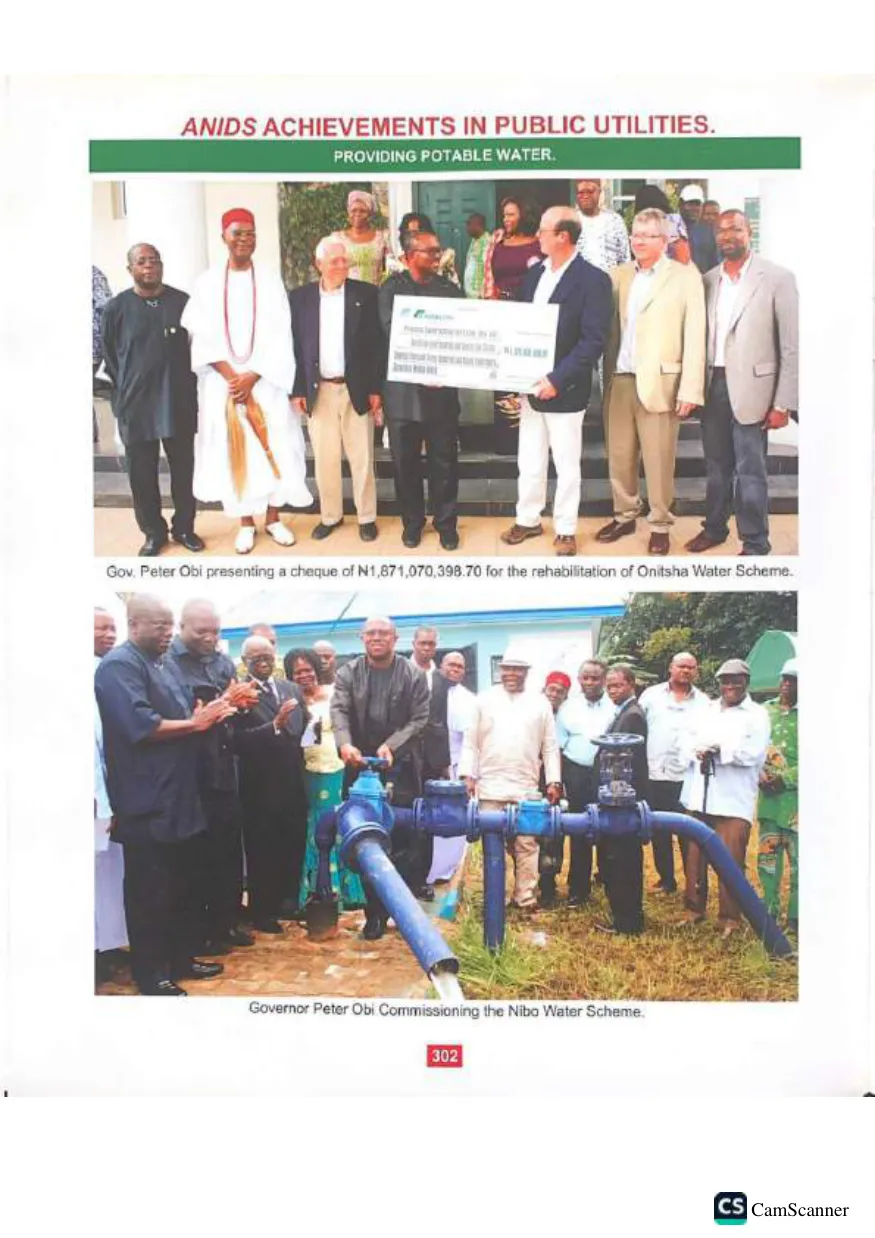 ANIDS ACHIEVEMENTS IN PUBLIC UTILITIES.
PROVIDING POTABLE WATER.
Gov. Peter Obi presenting a cheque of N1,871,070,398.70 for the rehabilitation of Onitsha Water Scheme.
Governor Peter Obi Commissioning the Nibo Water Scheme.
302
CS CamScanner